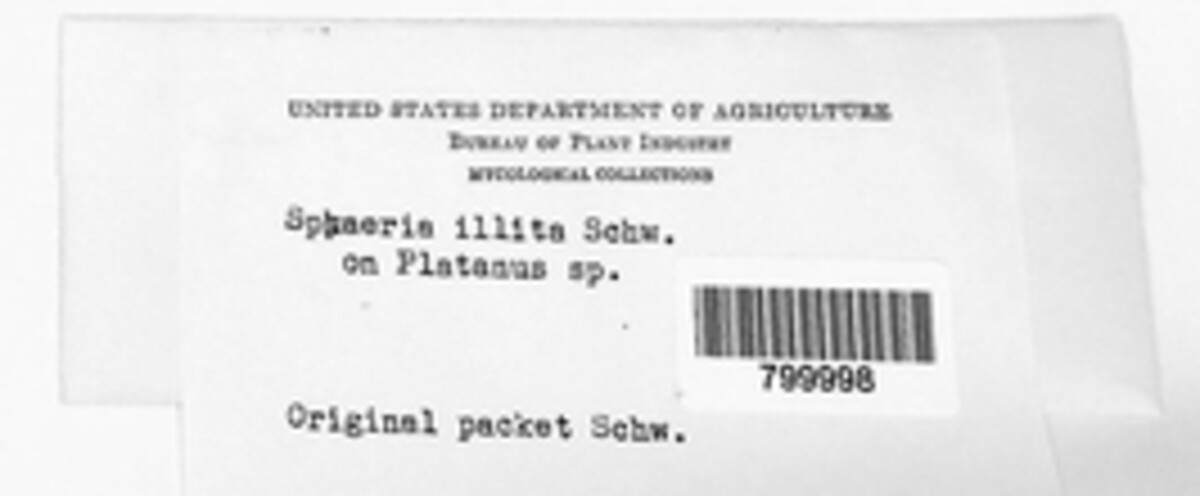 UNITED STATES DEPARTMENT OF AGRICULTURE
BUREAU OF PLANT INDUSTRY
MYCOLOGICAL COLLECTIONS
Sphaeria illita Schw.
on Platanus sp.
799998
Original packet Schw.